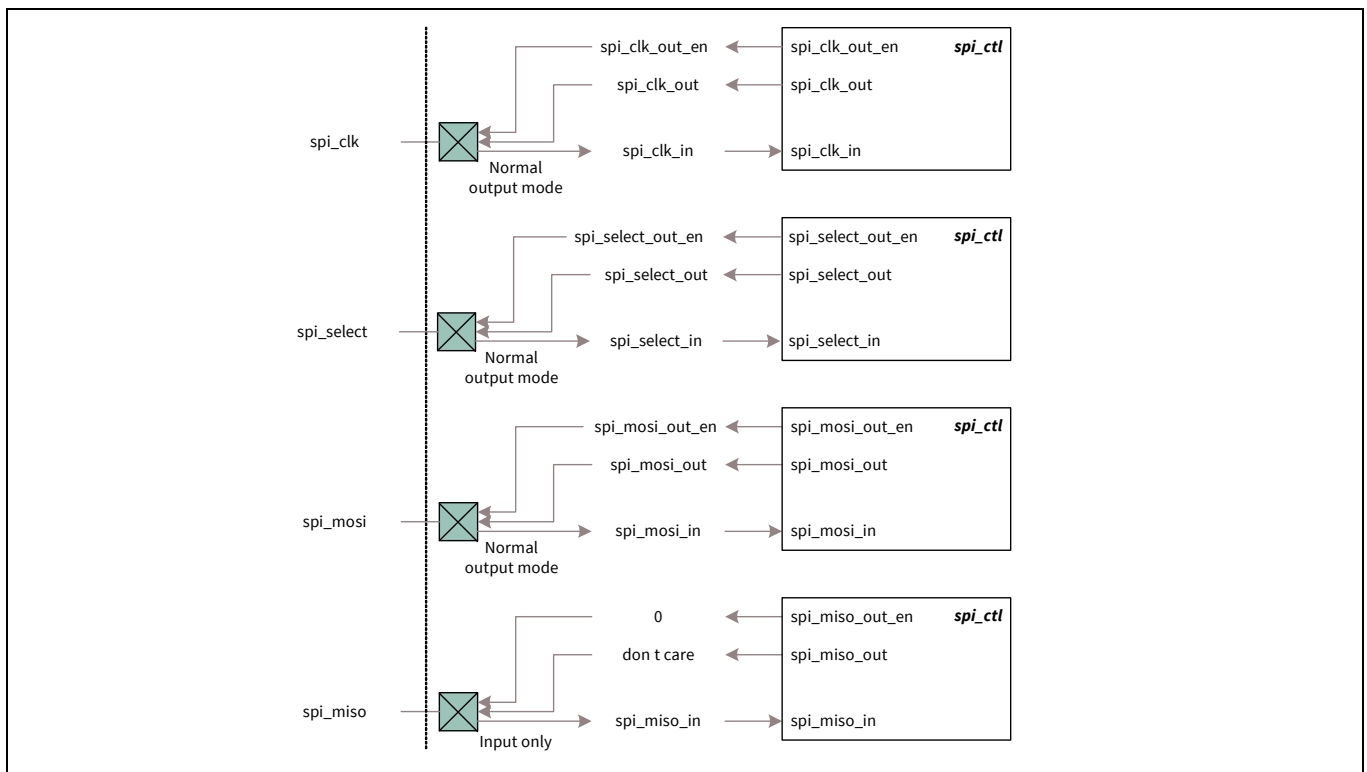 spi_clk_out_en
spi_clk_out_en
spi_ctl
spi_clk_out
spi_clk_out
spi_clk
spi_clk_in
spi_clk_in
Normal
output mode
spi_select_out_en
spi_select_out_en
spi_ctl
spi_select_out
spi_select_out
spi_select
spi_select_in
spi_select_in
Normal
output mode
spi_mosi_out_en
spi_mosi_out_en
spi_ctl
spi_mosi_out
spi_mosi_out
spi_mosi
spi_mosi_in
spi_mosi_in
Normal
output mode
0
spi_miso_out_en
spi_ctl
don t care
spi_miso_out
spi_miso
spi_miso_in
spi_miso_in
Input only